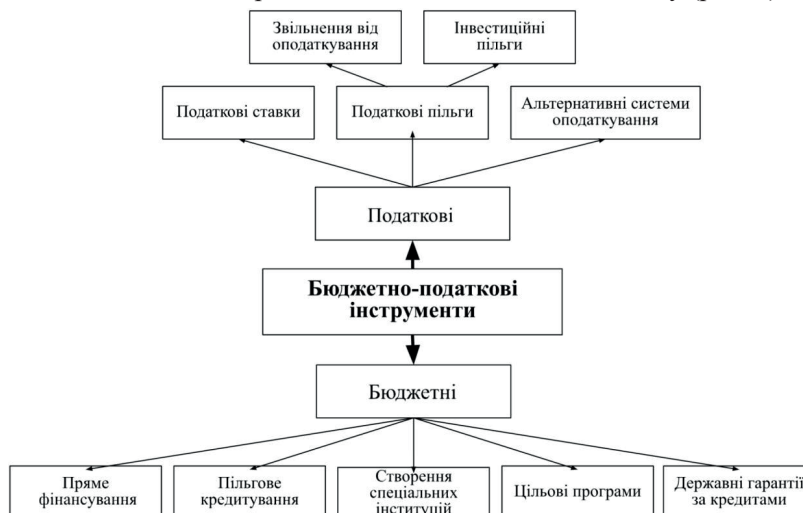 Звільнення від
оподаткування
Інвестиційні
пільги
Податкові ставки
Податкові пільги
Альтернативні системи
оподаткування
Податкові
Бюджетно-податкові
інструменти
Бюджетні
Пряме
фінансування
Пільгове
кредитування
Створення
спеціальних
інституцій
Цільові програми
Державні гарантії
за кредитами